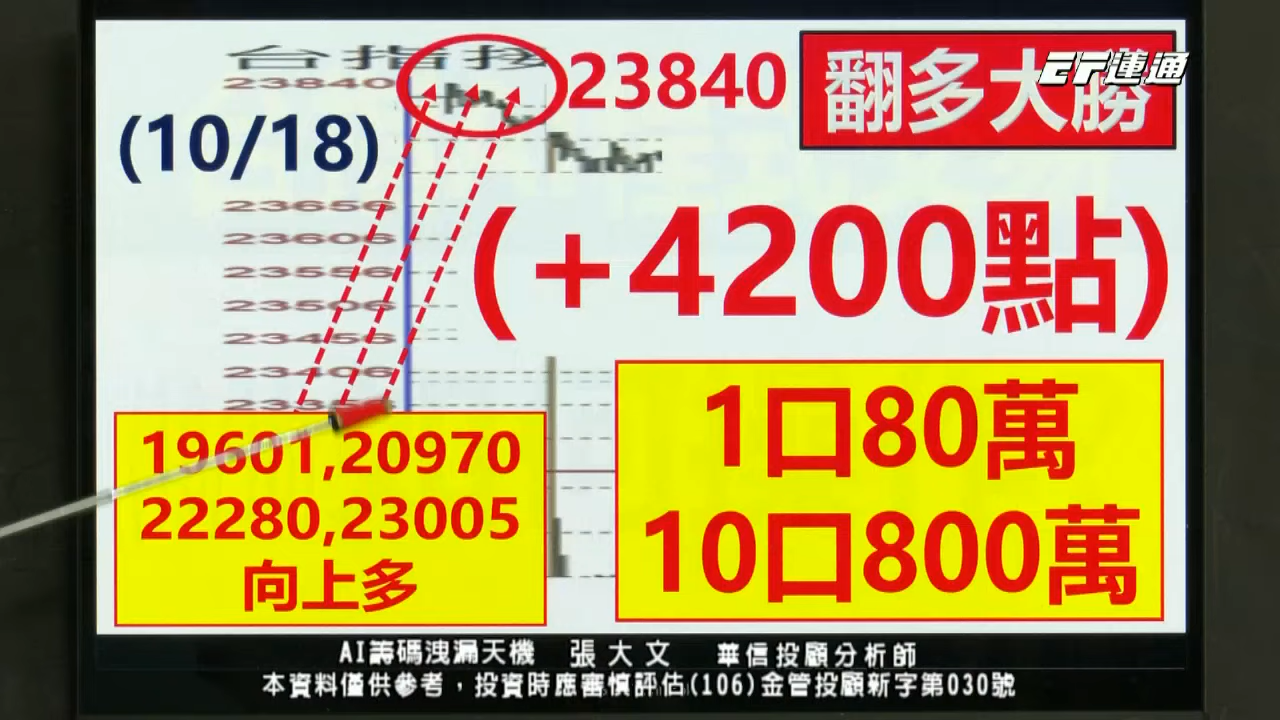 台指
23840
23840
翻多大勝
ET運通
(10/18)
23656
23605
23556
23506
23456
23406
(+4200點)
19601,20970
22280,23005
向上多
1口80萬
10口800萬
AI籌碼洩漏天機 張大文 華信投顧分析師
本資料僅供參考，投資時應審慎評估(106)金管投顧新字第030號